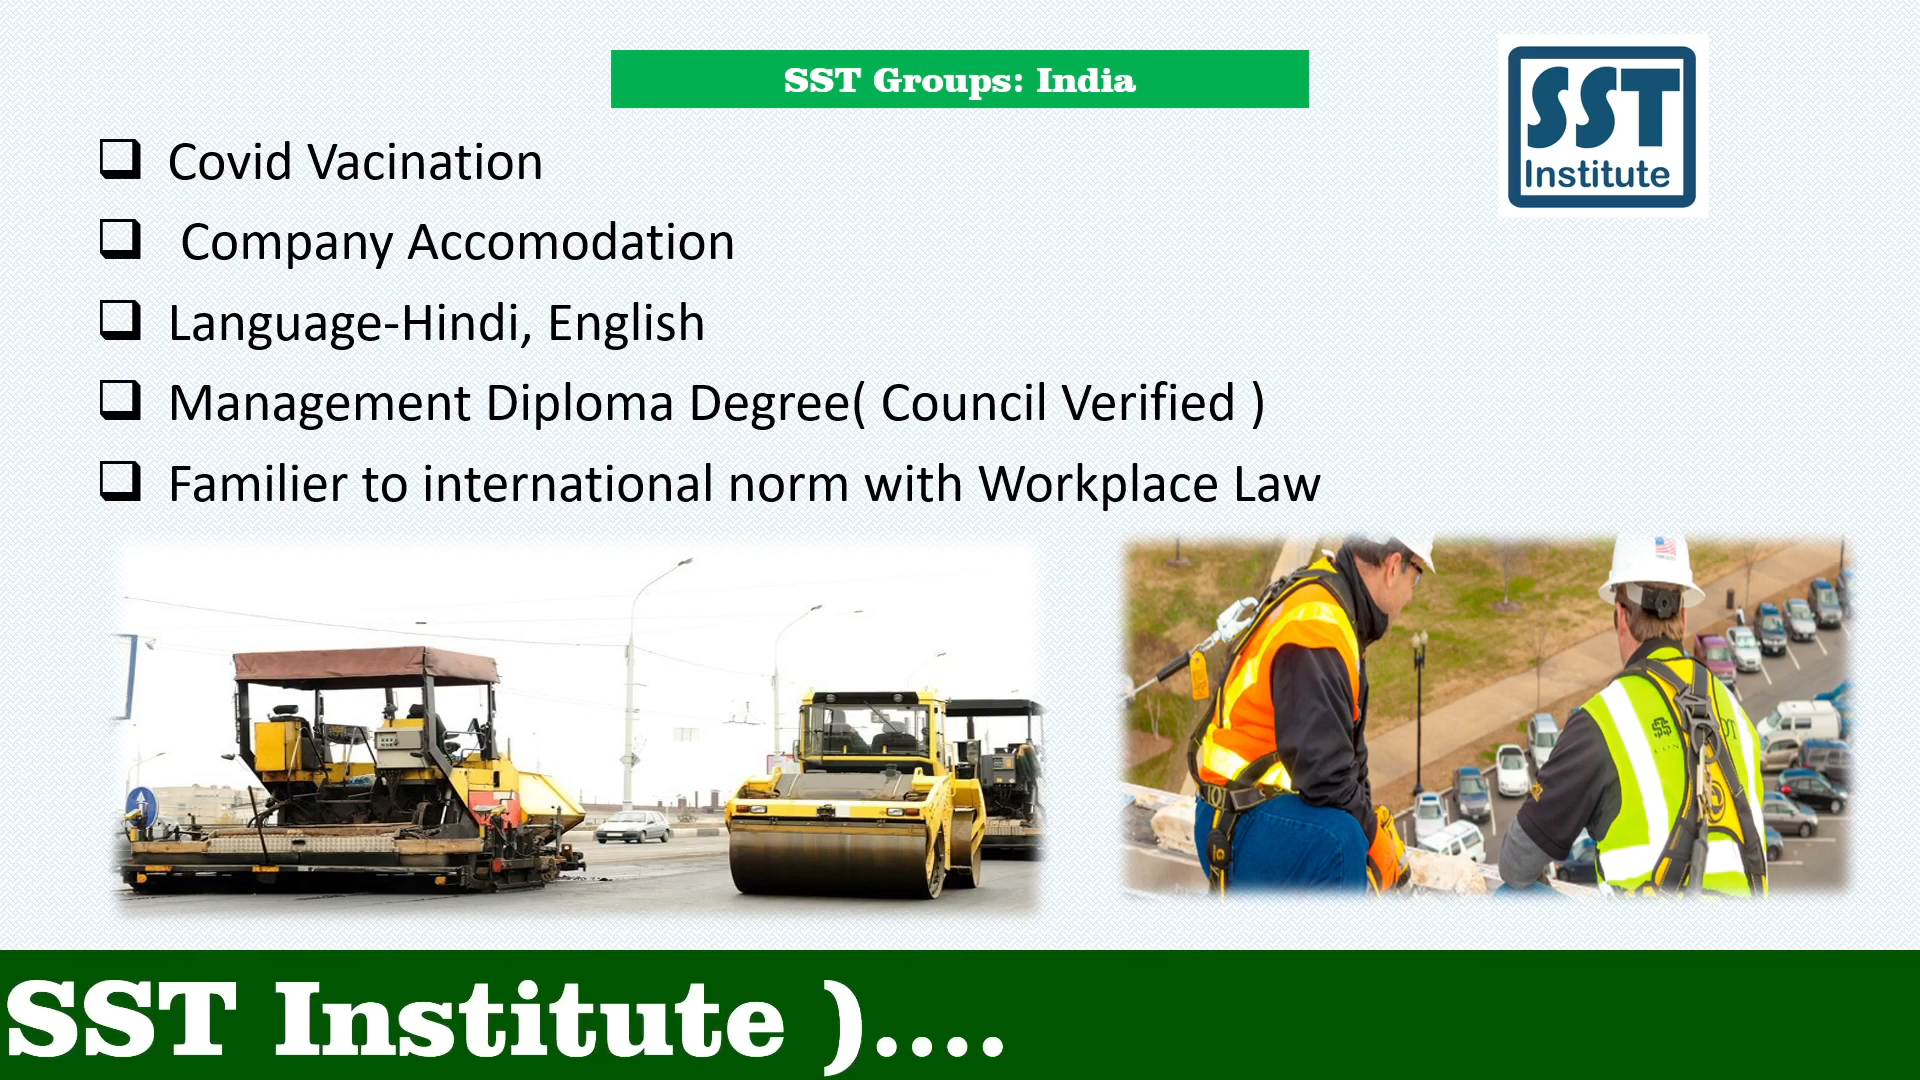 SST Groups: India
SST
Institute
Covid Vacination
Company Accomodation
Language-Hindi, English
Management Diploma Degree( Council Verified )
Familier to international norm with Workplace Law
SST Institute )....